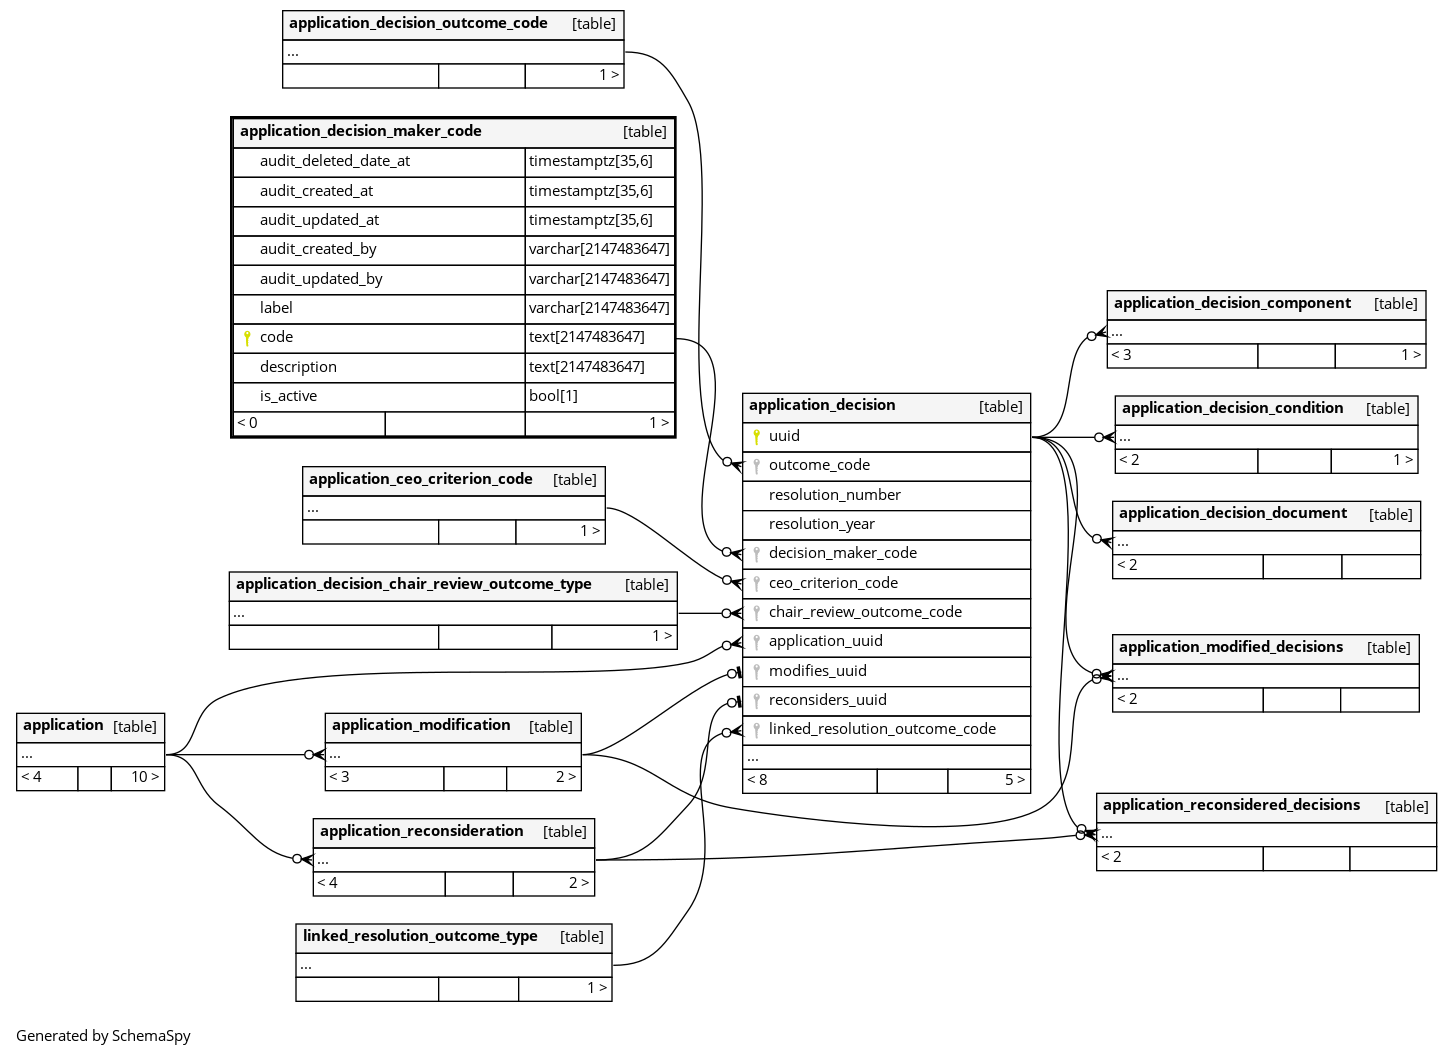 application_decision_outcome_code [table]
...
1 >
application_decision_maker_code [table]
audit_deleted_date_at timestamptz[35,6]
audit_created_at timestamptz[35,6]
audit_updated_at timestamptz[35,6]
audit_created_by varchar[2147483647]
audit_updated_by varchar[2147483647]
label varchar[2147483647]
code text[2147483647]
description text[2147483647]
is_active bool[1]
< 0 1 >
application_ceo_criterion_code [table]
...
1 >
application_decision_chair_review_outcome_type [table]
...
1 >
application [table]
...
< 4 10 >
application_modification [table]
...
< 3 2 >
application_reconsideration [table]
...
< 4 2 >
linked_resolution_outcome_type [table]
...
1 >
application_decision [table]
uuid
outcome_code
resolution_number
resolution_year
decision_maker_code
ceo_criterion_code
chair_review_outcome_code
application_uuid
modifies_uuid
reconsiders_uuid
linked_resolution_outcome_code
...
< 8 5 >
application_decision_component [table]
...
< 3 1 >
application_decision_condition [table]
...
< 2 1 >
application_decision_document [table]
...
< 2
application_modified_decisions [table]
...
< 2
application_reconsidered_decisions [table]
...
< 2
Generated by SchemaSpy